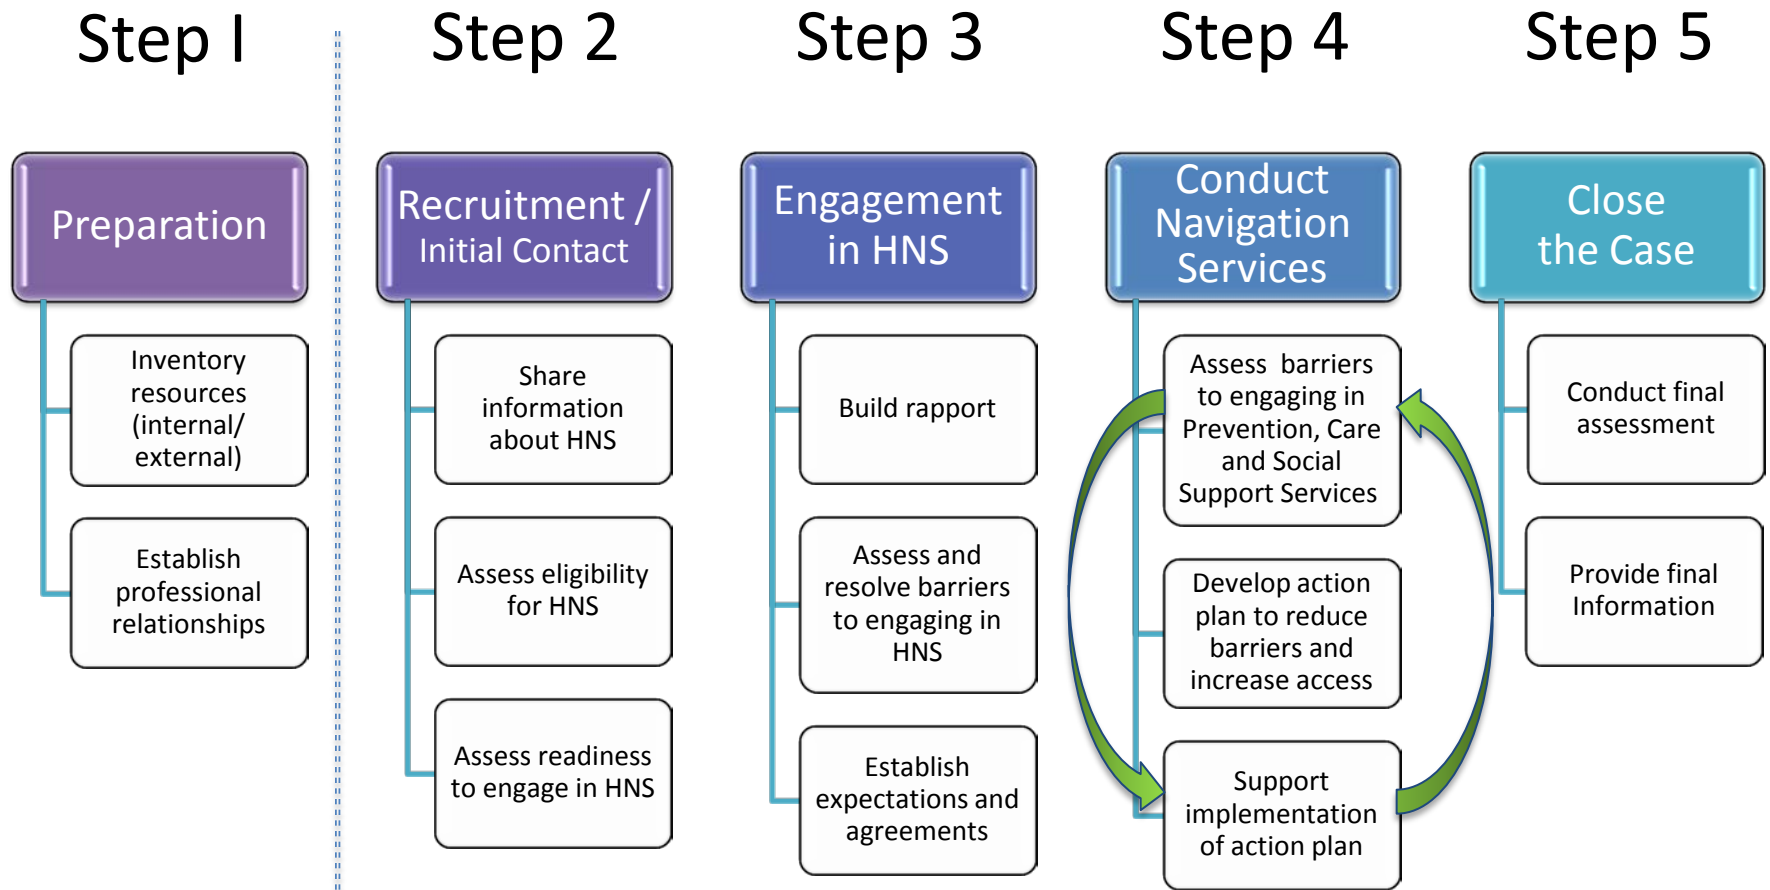 Step I
Step 2
Step 3
Step 4
Step 5
Preparation
Inventory
resources
(internal/
external)
Establish
professional
relationships
Recruitment /
Initial Contact
Share
information
about HNS
Assess eligibility
for HNS
Assess readiness
to engage in HNS
Engagement
in HNS
Build rapport
Assess and
resolve barriers
to engaging in
HNS
Establish
expectations and
agreements
Conduct
Navigation
Services
Assess barriers
to engaging in
Prevention, Care
and Social
Support Services
Develop action
plan to reduce
barriers and
increase access
Support
implementation
of action plan
Close
the Case
Conduct final
assessment
Provide final
Information